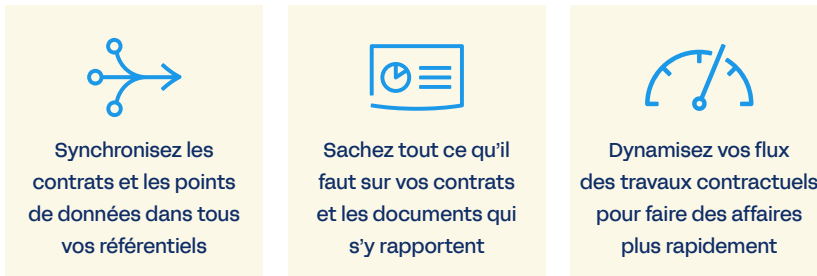 Synchronisez les
contrats et les points
de données dans tous
vos référentiels
Sachez tout ce qu’il
faut sur vos contrats
et les documents qui
s’y rapportent
Dynamisez vos flux
des travaux contractuels
pour faire des affaires
plus rapidement